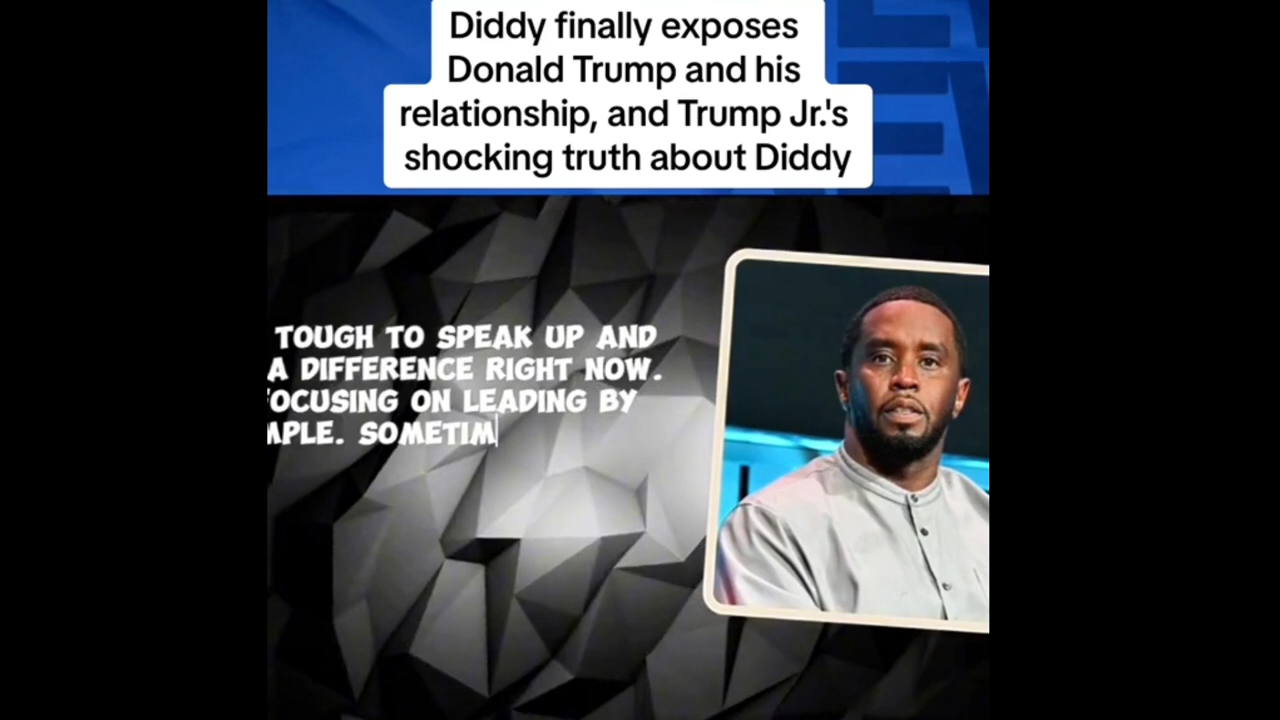 Diddy finally exposes
Donald Trump and his
relationship, and Trump Jr.'s
shocking truth about Diddy
TOUGH TO SPEAK UP AND
A DIFFERENCE RIGHT NOW.
FOCUSING ON LEADING BY
MPLE. SOMETIM